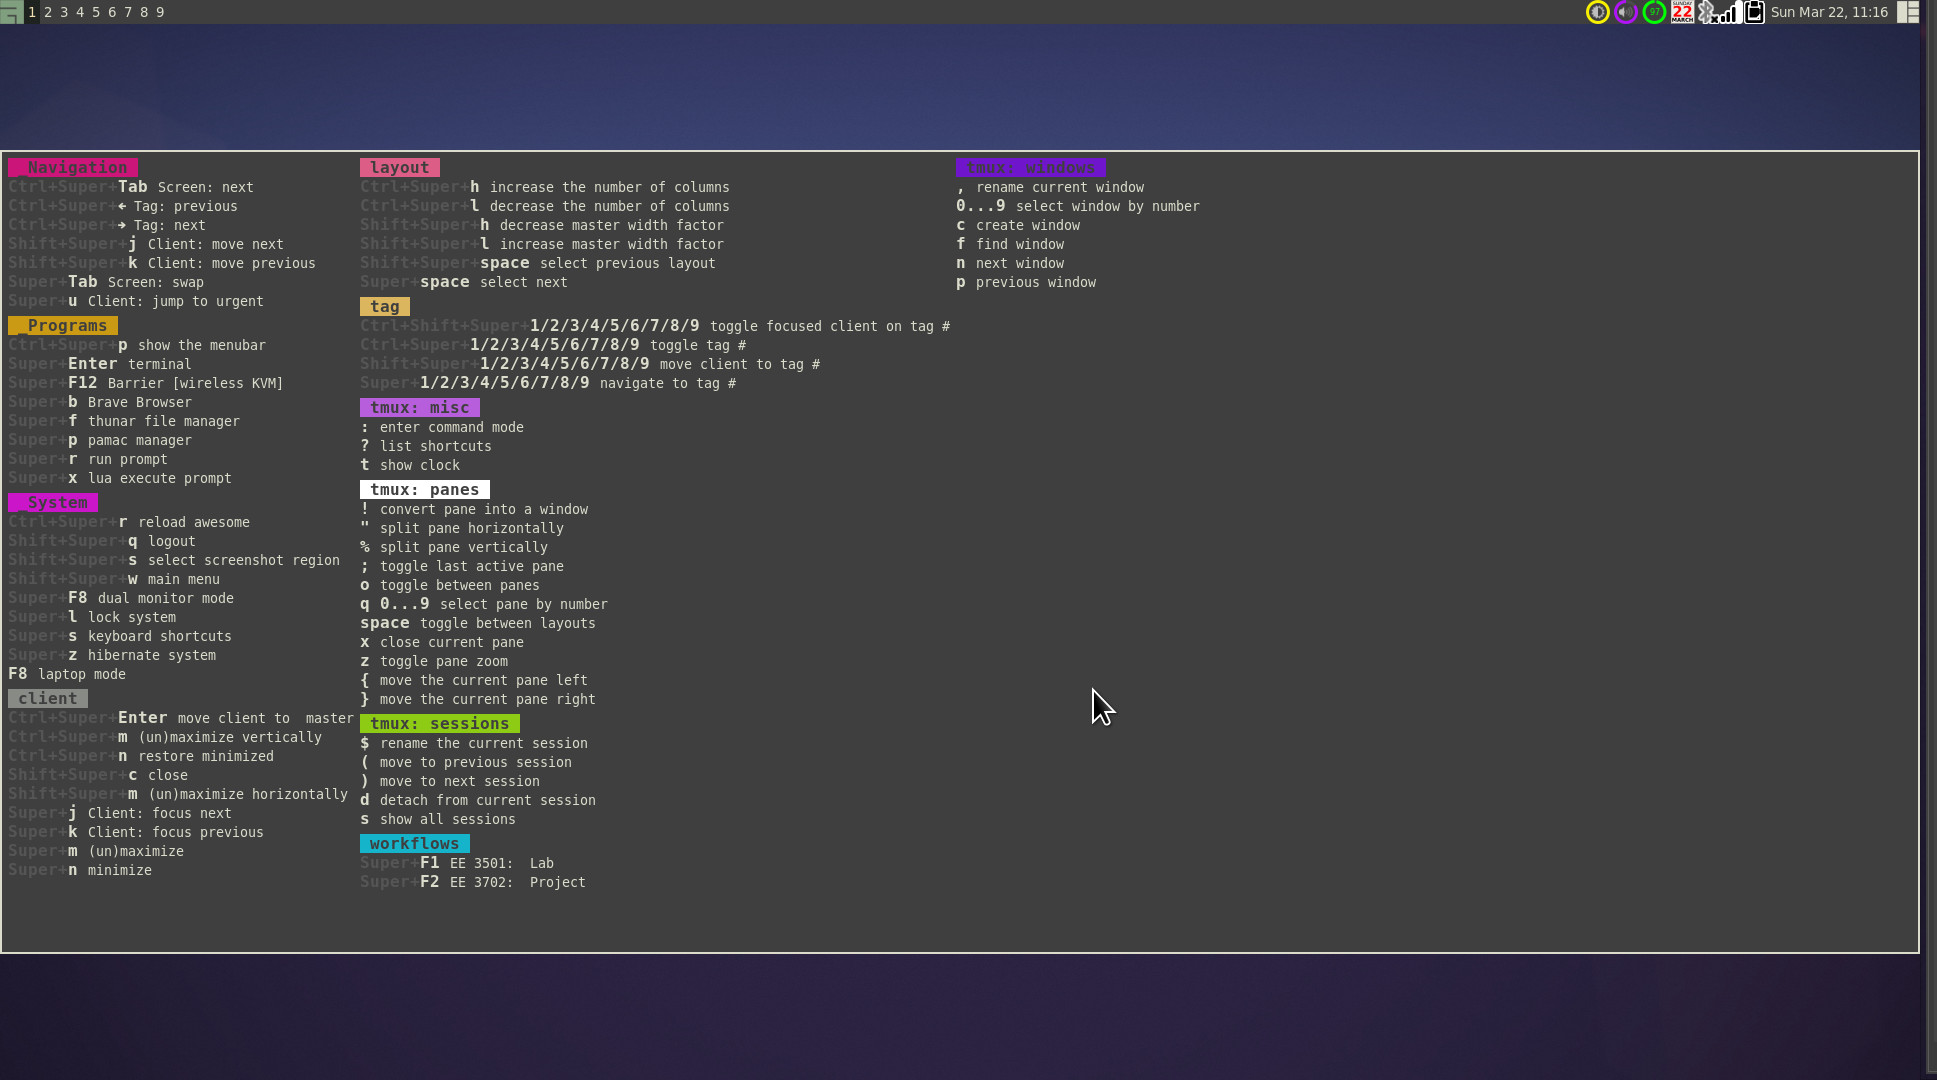 1 2 3 4 5 6 7 8 9
97
SUNDAY
22
MARCH
Sun Mar 22, 11:16
_Navigation
Ctrl+Super+Tab Screen: next
Ctrl+Super+← Tag: previous
Ctrl+Super+→ Tag: next
Shift+Super+j Client: move next
Shift+Super+k Client: move previous
Super+Tab Screen: swap
Super+u Client: jump to urgent
_Programs
Ctrl+Super+p show the menubar
Super+Enter terminal
Super+F12 Barrier [wireless KVM]
Super+b Brave Browser
Super+f thunar file manager
Super+p pamac manager
Super+r run prompt
Super+x lua execute prompt
_System
Ctrl+Super+r reload awesome
Shift+Super+q logout
Shift+Super+s select screenshot region
Shift+Super+w main menu
Super+F8 dual monitor mode
Super+l lock system
Super+s keyboard shortcuts
Super+z hibernate system
F8 laptop mode
client
Ctrl+Super+Enter move client to  master
Ctrl+Super+m (un)maximize vertically
Ctrl+Super+n restore minimized
Shift+Super+c close
Shift+Super+m (un)maximize horizontally
Super+j Client: focus next
Super+k Client: focus previous
Super+m (un)maximize
Super+n minimize
layout
Ctrl+Super+h increase the number of columns
Ctrl+Super+l decrease the number of columns
Shift+Super+h decrease master width factor
Shift+Super+l increase master width factor
Shift+Super+space select previous layout
Super+space select next
tag
Ctrl+Shift+Super+1/2/3/4/5/6/7/8/9 toggle focused client on tag #
Ctrl+Super+1/2/3/4/5/6/7/8/9 toggle tag #
Shift+Super+1/2/3/4/5/6/7/8/9 move client to tag #
Super+1/2/3/4/5/6/7/8/9 navigate to tag #
tmux: misc
: enter command mode
? list shortcuts
t show clock
tmux: panes
! convert pane into a window
" split pane horizontally
% split pane vertically
; toggle last active pane
o toggle between panes
q 0...9 select pane by number
space toggle between layouts
x close current pane
z toggle pane zoom
{ move the current pane left
} move the current pane right
tmux: sessions
$ rename the current session
( move to previous session
) move to next session
d detach from current session
s show all sessions
workflows
Super+F1 EE 3501:  Lab
Super+F2 EE 3702:  Project
tmux: windows
, rename current window
0...9 select window by number
c create window
f find window
n next window
p previous window